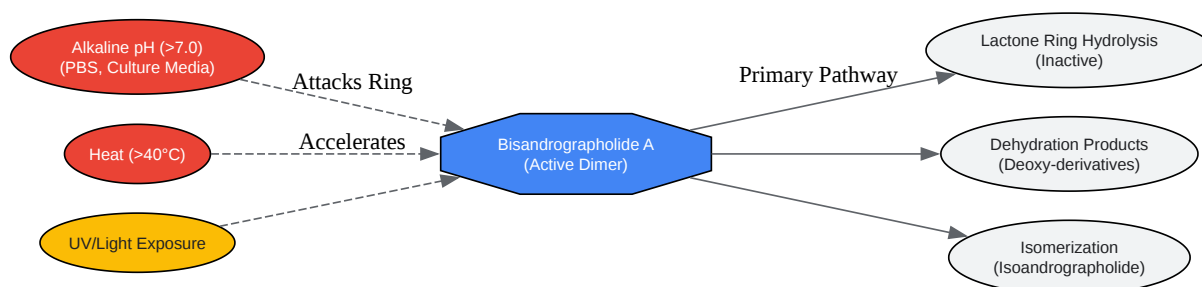 Alkaline pH (>7.0)
(PBS, Culture Media)
Attacks Ring
Heat (>40°C)
Accelerates
UV/Light Exposure
Bisandrographolide A
(Active Dimer)
Primary Pathway
Lactone Ring Hydrolysis
(Inactive)
Dehydration Products
(Deoxy-derivatives)
Isomerization
(Isoandrographolide)